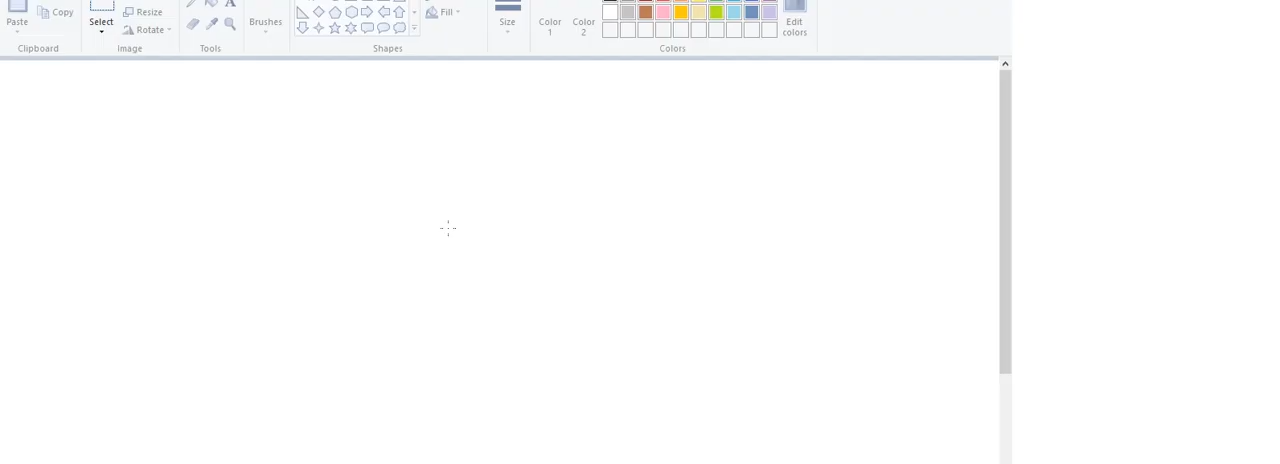 Paste
Copy
Select
Resize
Rotate
Brushes
Fill
Size
Color
1
Color
2
Edit
colors
Clipboard
Image
Tools
Shapes
Colors